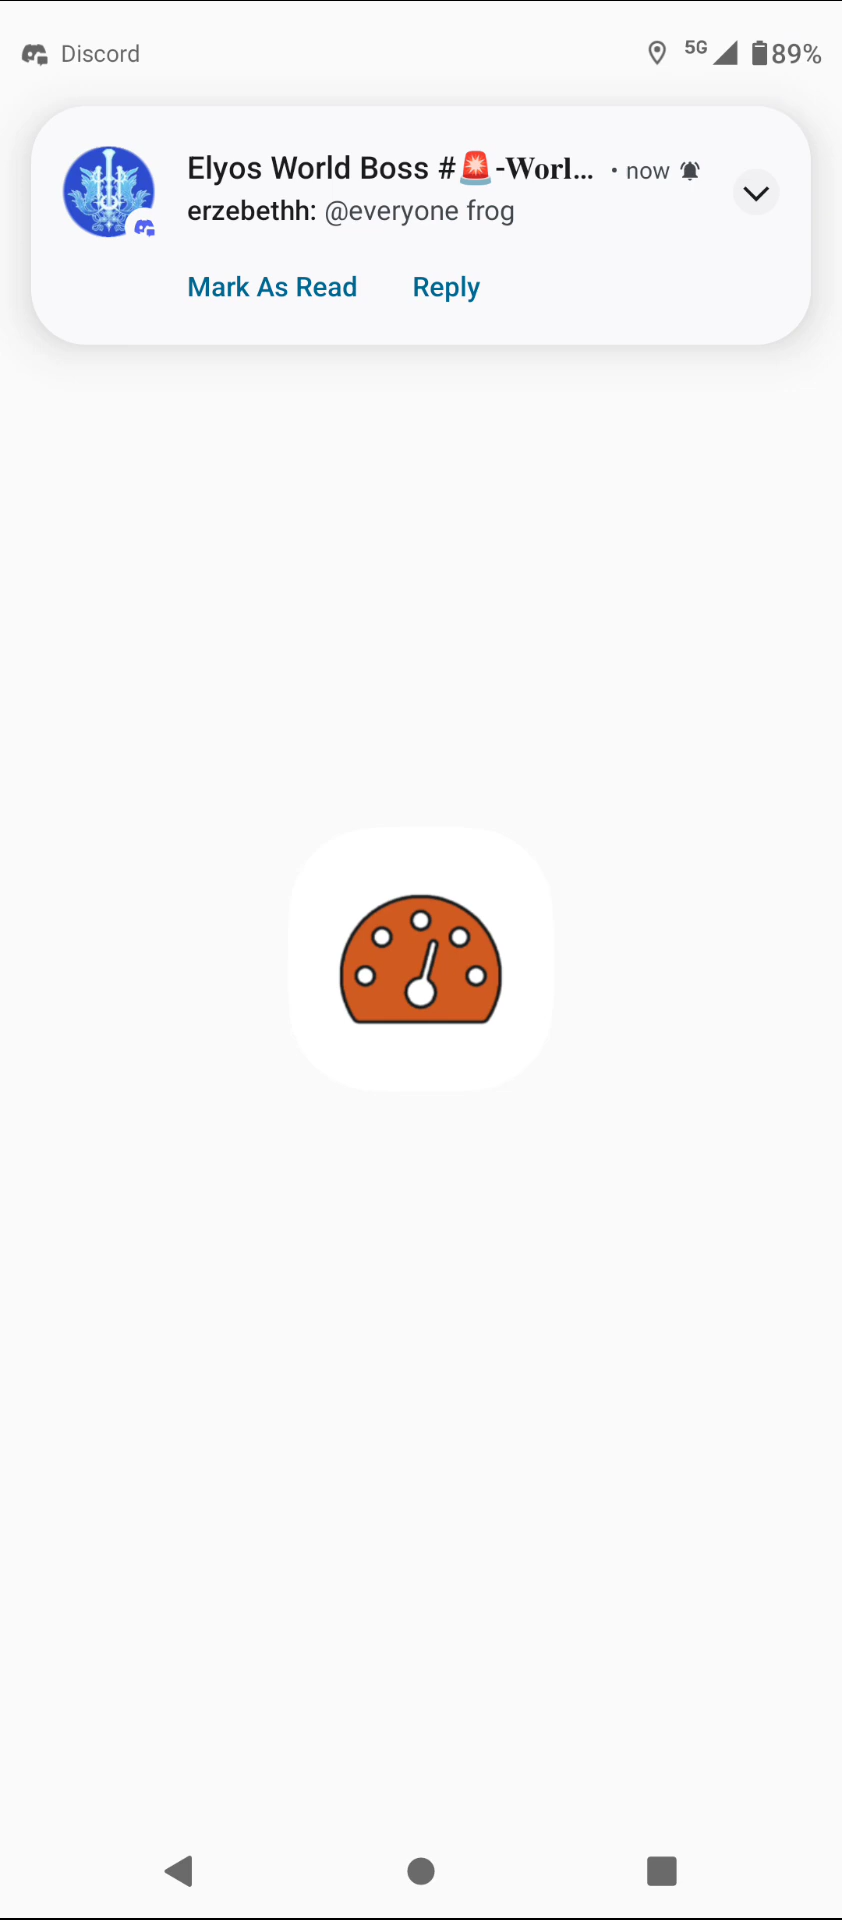 Discord 5G 89%
Elyos World Boss #🚨-𝐖𝐨𝐫𝐥... • now
erzebethh: @everyone frog
Mark As Read Reply